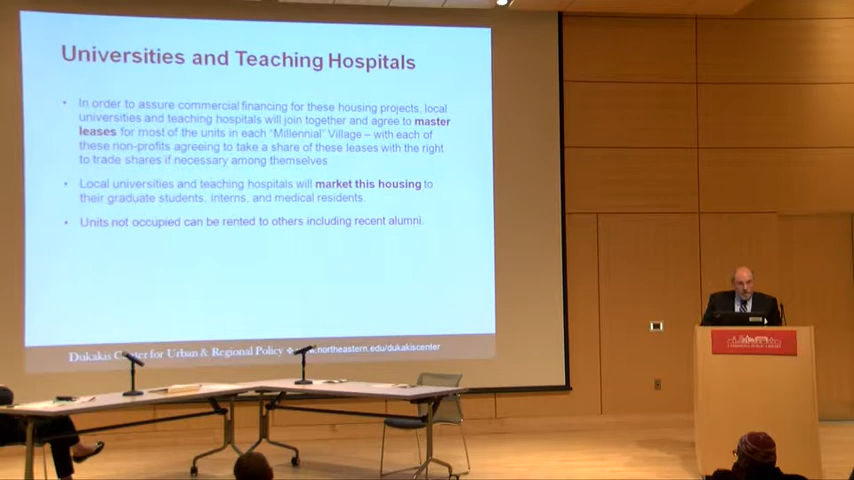 Universities and Teaching Hospitals
• In order to assure commercial financing for these housing projects, local
universities and teaching hospitals will join together and agree to master
leases for most of the units in each "Millennial" Village – with each of
these non-profits agreeing to take a share of these leases with the right
to trade shares if necessary among themselves
• Local universities and teaching hospitals will market this housing to
their graduate students, interns, and medical residents.
• Units not occupied can be rented to others including recent alumni.
Dukakis Center for Urban & Regional Policy northeastern.edu/dukakiscenter